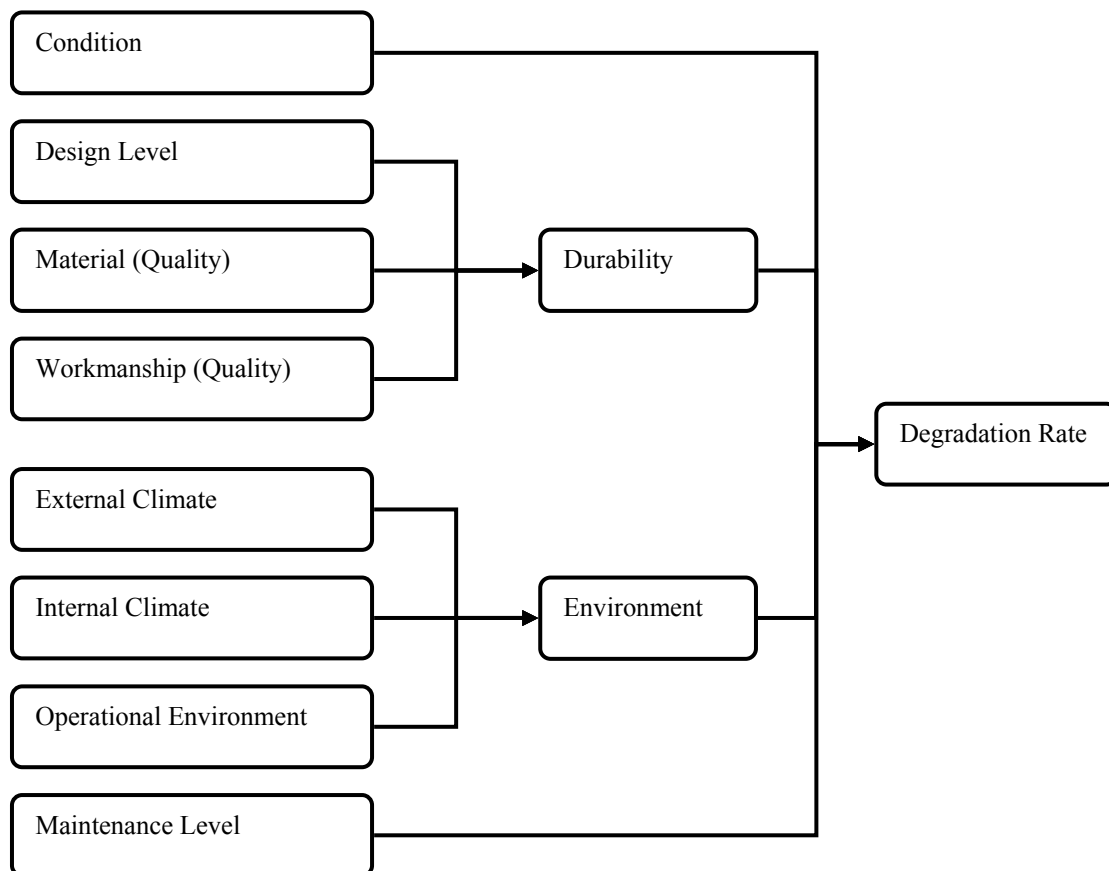 Condition
Design Level
Material (Quality)
Durability
Workmanship (Quality)
Degradation Rate
External Climate
Internal Climate
Environment
Operational Environment
Maintenance Level